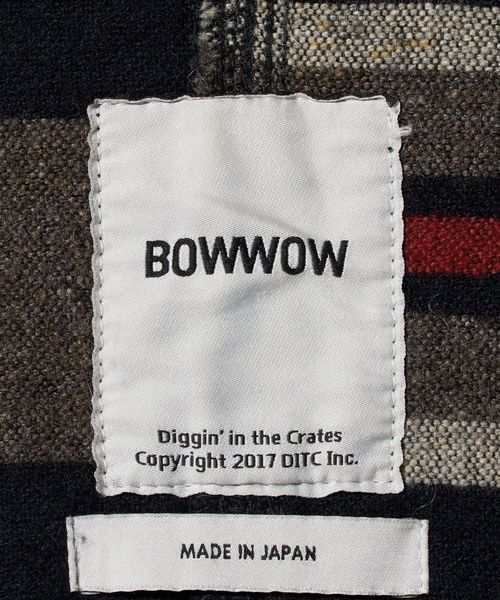 BOWWOW
Diggin' in the Crates
Copyright 2017 DITC Inc.
MADE IN JAPAN